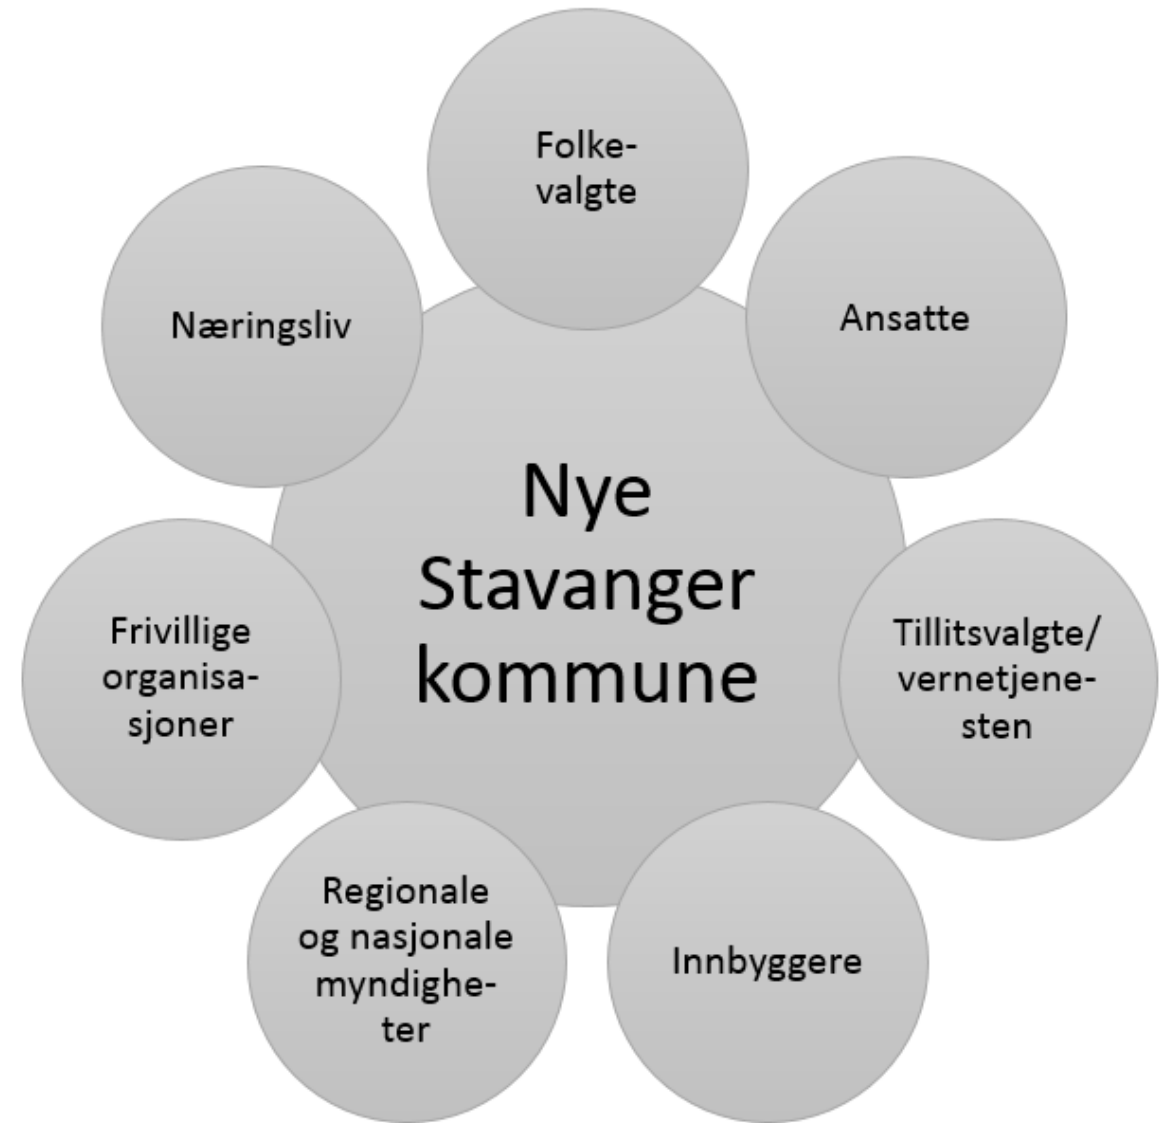 Folke-
valgte
Ansatte
Tillitsvalgte/
vernetjene-
sten
Innbyggere
Regionale
og nasjonale
myndighe-
ter
Frivillige
organisa-
sjoner
Næringsliv
Nye
Stavanger
kommune